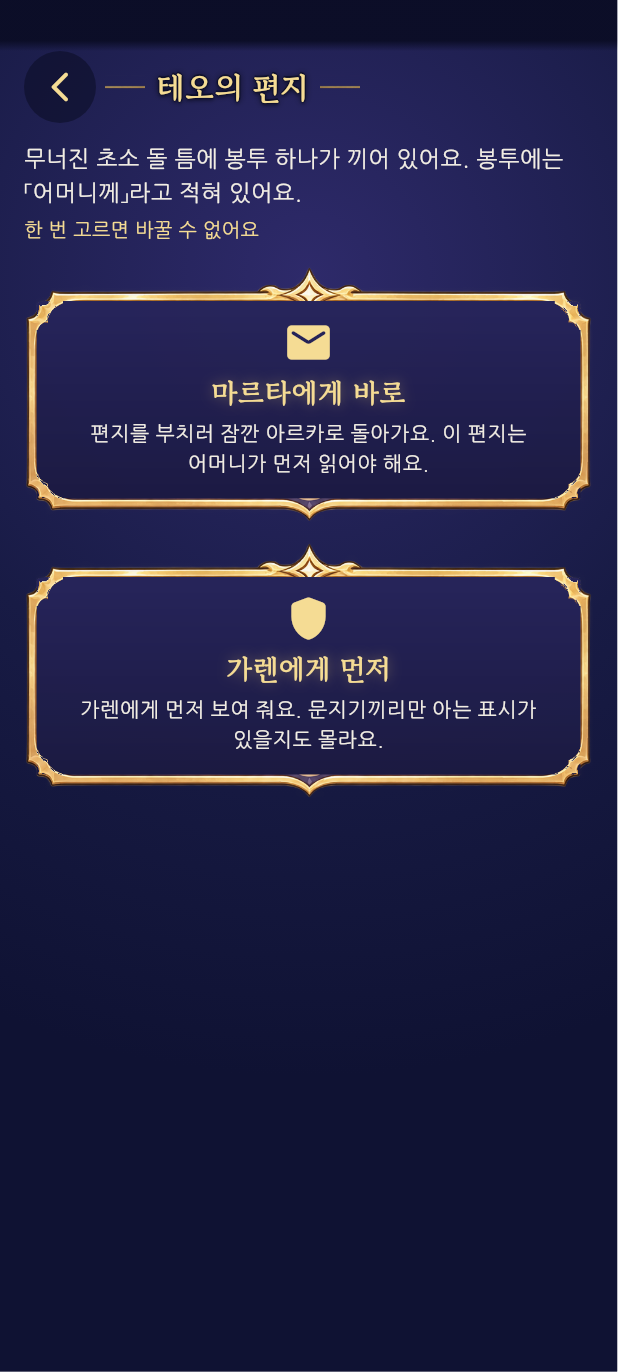 테오의 편지
무너진 초소 돌 틈에 봉투 하나가 끼어 있어요. 봉투에는
「어머니께」라고 적혀 있어요.
한 번 고르면 바꿀 수 없어요
마르타에게 바로
편지를 부치러 잠깐 아르카로 돌아가요. 이 편지는
어머니가 먼저 읽어야 해요.
가렌에게 먼저
가렌에게 먼저 보여 줘요. 문지기끼리만 아는 표시가
있을지도 몰라요.